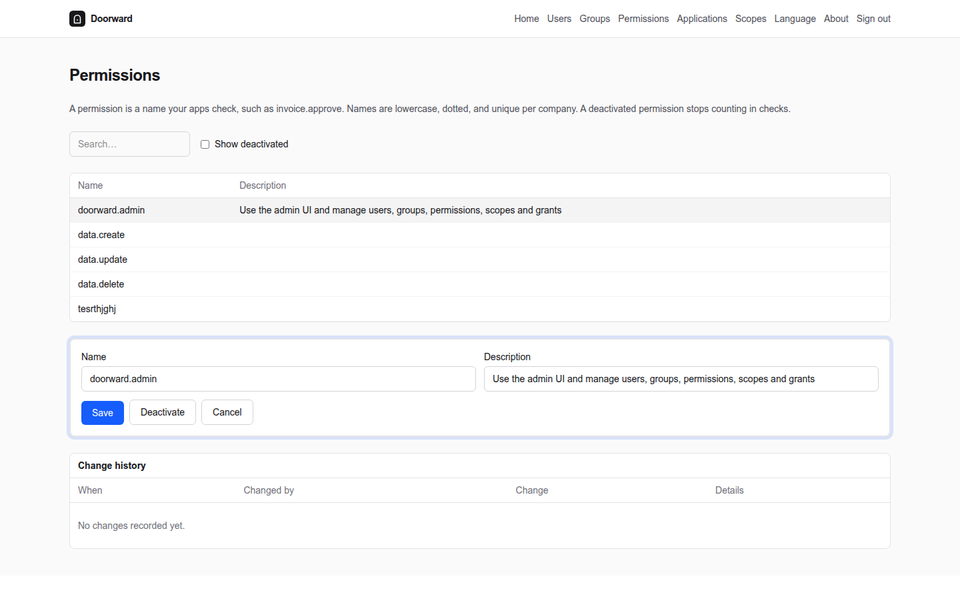 Doorward Home Users Groups Permissions Applications Scopes Language About Sign out
Permissions
A permission is a name your apps check, such as invoice.approve. Names are lowercase, dotted, and unique per company. A deactivated permission stops counting in checks.
Search… Show deactivated
Name Description
doorward.admin Use the admin UI and manage users, groups, permissions, scopes and grants
data.create
data.update
data.delete
tesrthjghj
Name Description
doorward.admin Use the admin UI and manage users, groups, permissions, scopes and grants
Save Deactivate Cancel
Change history
When Changed by Change Details
No changes recorded yet.